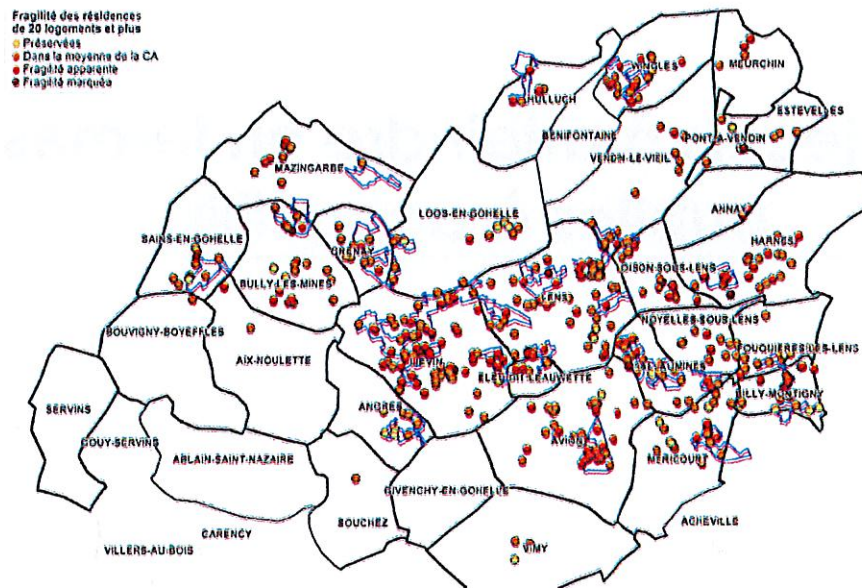 Fragilité des résidences
de 20 logements et plus
Préservées
Dans la moyenne de la CA
Fragilité apparente
Fragilité marquée
WINGLES
MEURCHIN
HULLUCH
ESTEVELLES
BENIFONTAINE
PONT-A-VENDIN
VENDIN-LE-VIEIL
MAZINGARBE
LOOS-EN-GOHELLE
ANNAY
SAINS-EN-GOHELLE
GRENAY
HARNES
BULLY-LES-MINES
LOISON-SOUS-LENS
LENS
NOYELLES-SOUS-LENS
BOUVIGNY-BOYEFFLES
AIX-NOULETTE
LIEVIN
FOUQUIERES-LES-LENS
ELEU-DIT-LEAUWETTE
SALLAUMINES
BILLY-MONTIGNY
SERVINS
ANGRES
GOUY-SERVINS
AVION
ABLAIN-SAINT-NAZAIRE
MERICOURT
GIVENCHY-EN-GOHELLE
SOUCHEZ
ACHEVILLE
CARENCY
VILLERS-AU-BOIS
VIMY